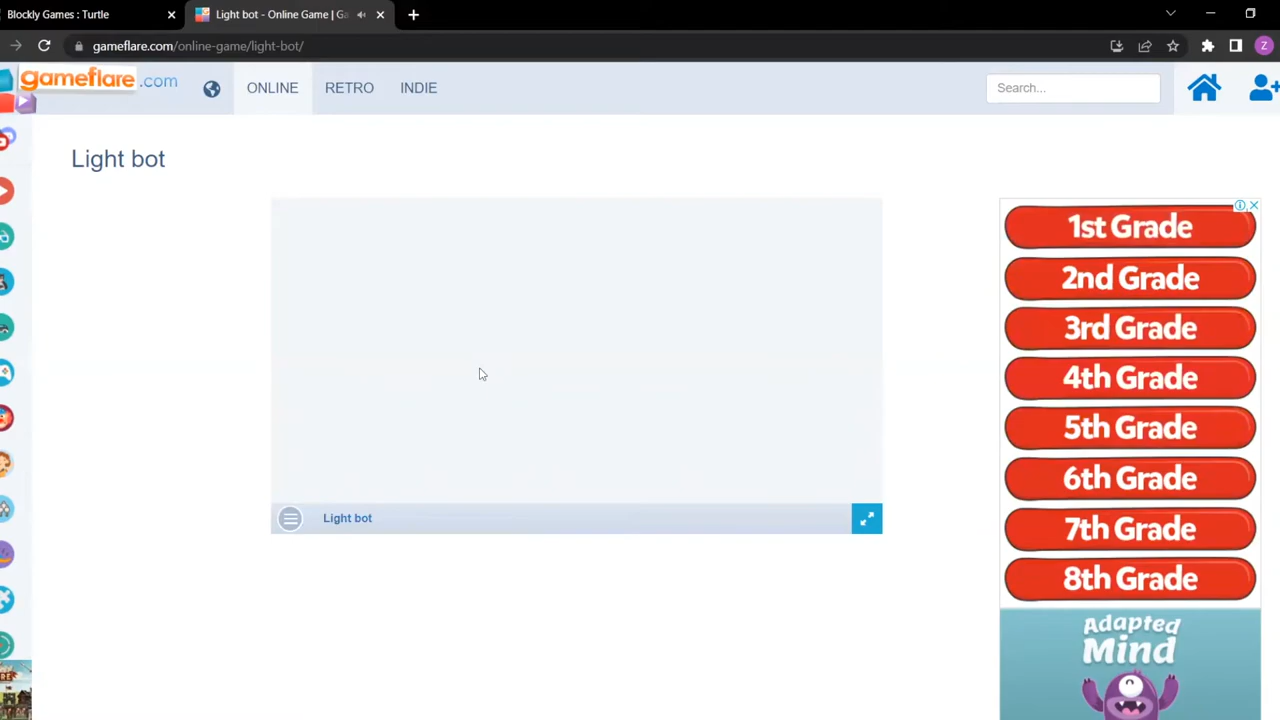 Blockly Games : Turtle
Light bot - Online Game | Ga
gameflare.com/online-game/light-bot/
Z
gameflare.com
ONLINE
RETRO
INDIE
Search...
Light bot
1st Grade
2nd Grade
3rd Grade
4th Grade
5th Grade
6th Grade
7th Grade
8th Grade
Light bot
Adapted
Mind